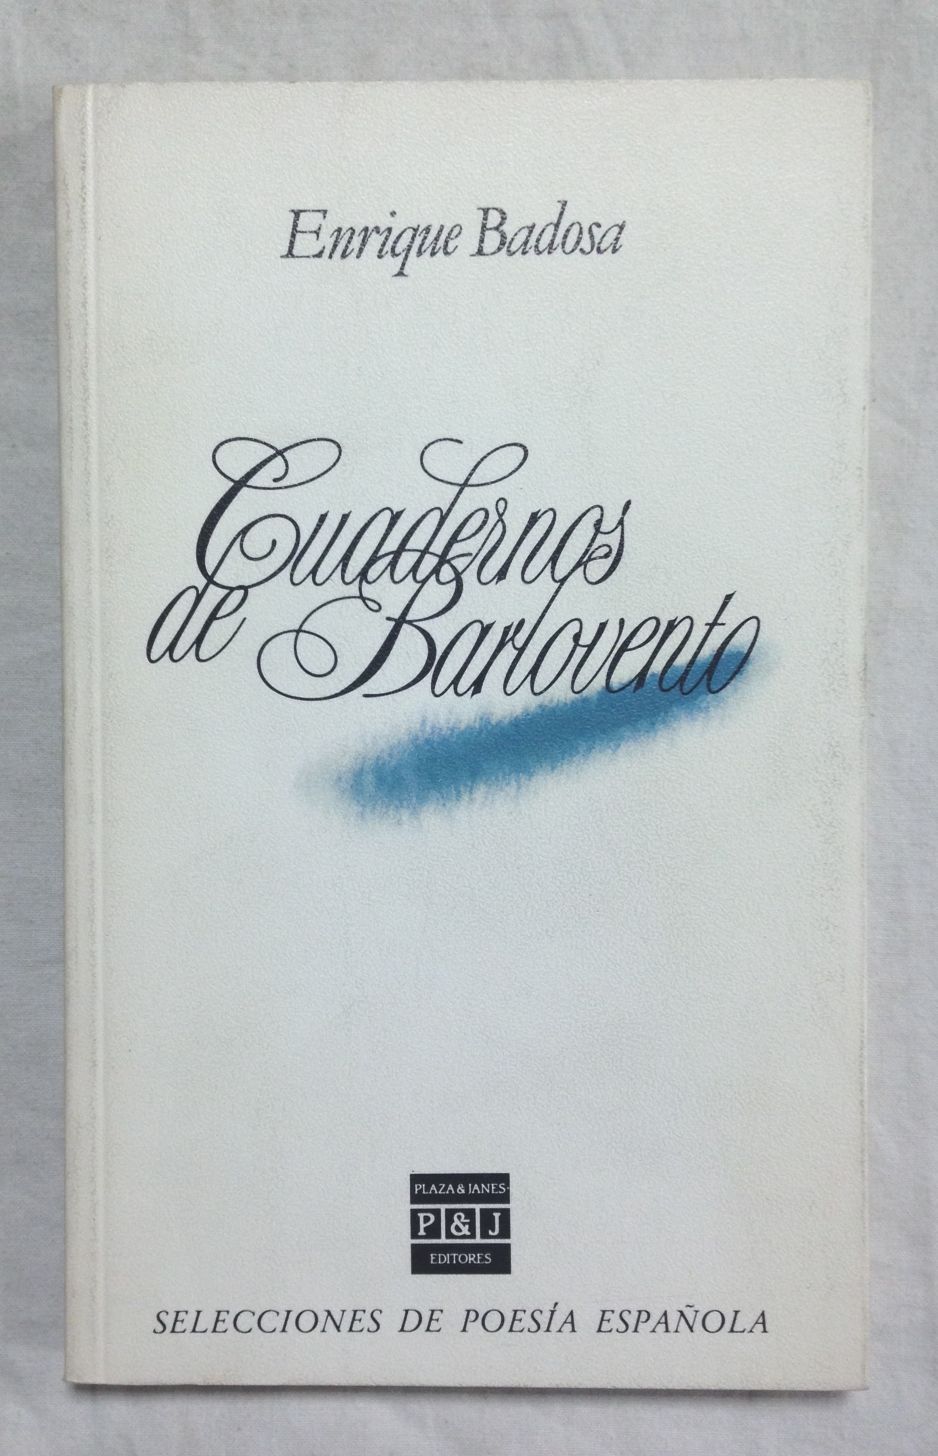 Enrique Badosa
Cuadernos
de Barlovento
PLAZA & JANES
P & J
EDITORES
SELECCIONES DE POESÍA ESPAÑOLA